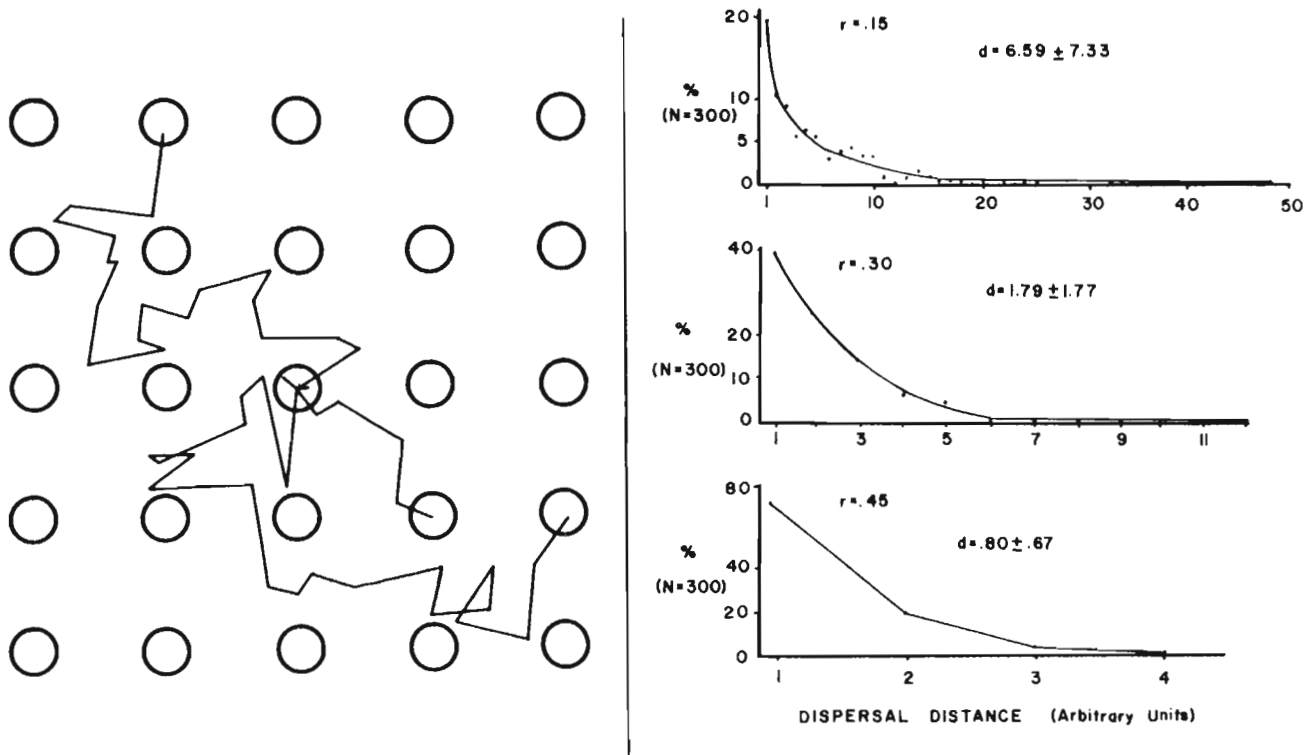 20
r = .15
d = 6.59 ± 7.33
%
(N=300)
10
5
0
1 10 20 30 40 50
40
r = .30
d = 1.79 ± 1.77
%
20
(N=300)
10
0
1 3 5 7 9 11
80
r = .45
d = .80 ± .67
%
40
(N=300)
20
0
1 2 3 4
DISPERSAL DISTANCE (Arbitrary Units)